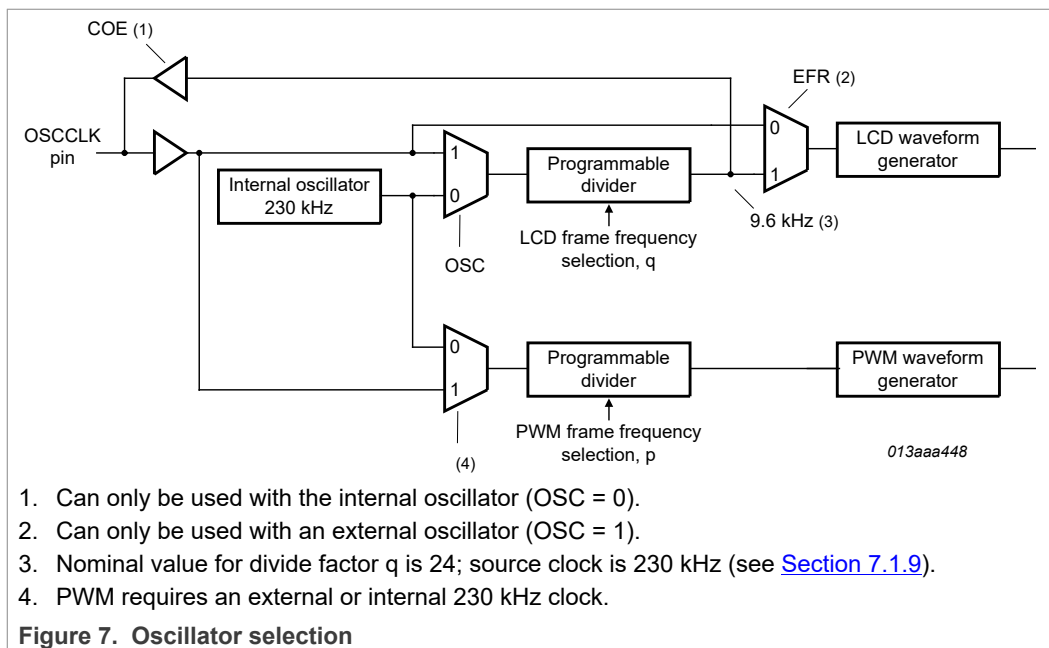 COE (1)
EFR (2)
OSCCLK
pin
0
1
LCD waveform
generator
1
0
Programmable
divider
Internal oscillator
230 kHz
9.6 kHz (3)
LCD frame frequency
selection, q
OSC
0
1
Programmable
divider
PWM waveform
generator
PWM frame frequency
selection, p
(4)
013aaa448
1. Can only be used with the internal oscillator (OSC = 0).
2. Can only be used with an external oscillator (OSC = 1).
3. Nominal value for divide factor q is 24; source clock is 230 kHz (see Section 7.1.9).
4. PWM requires an external or internal 230 kHz clock.
Figure 7. Oscillator selection